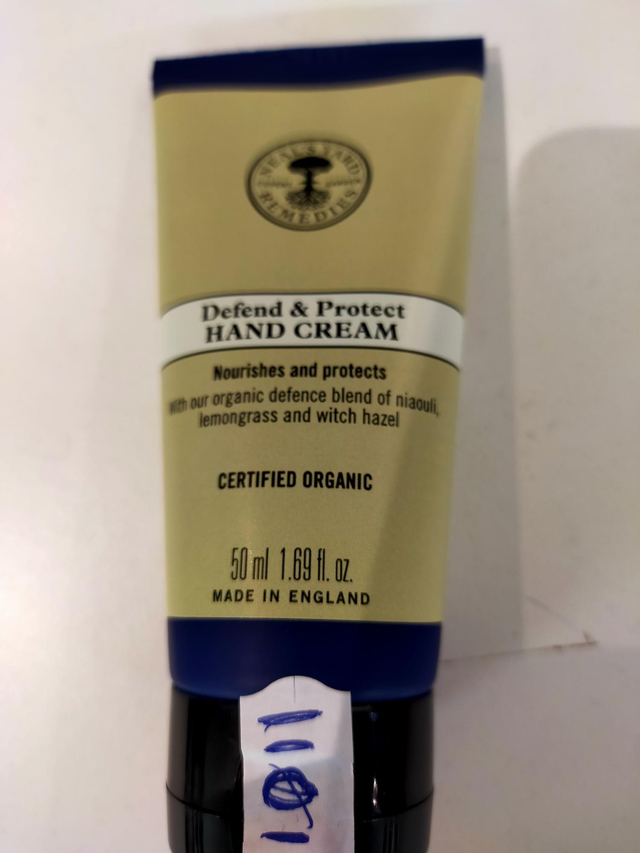 NEAL'S YARD
REMEDIES
Defend & Protect
HAND CREAM
Nourishes and protects
With our organic defence blend of niaouli,
lemongrass and witch hazel
CERTIFIED ORGANIC
50 ml 1.69 fl. oz.
MADE IN ENGLAND